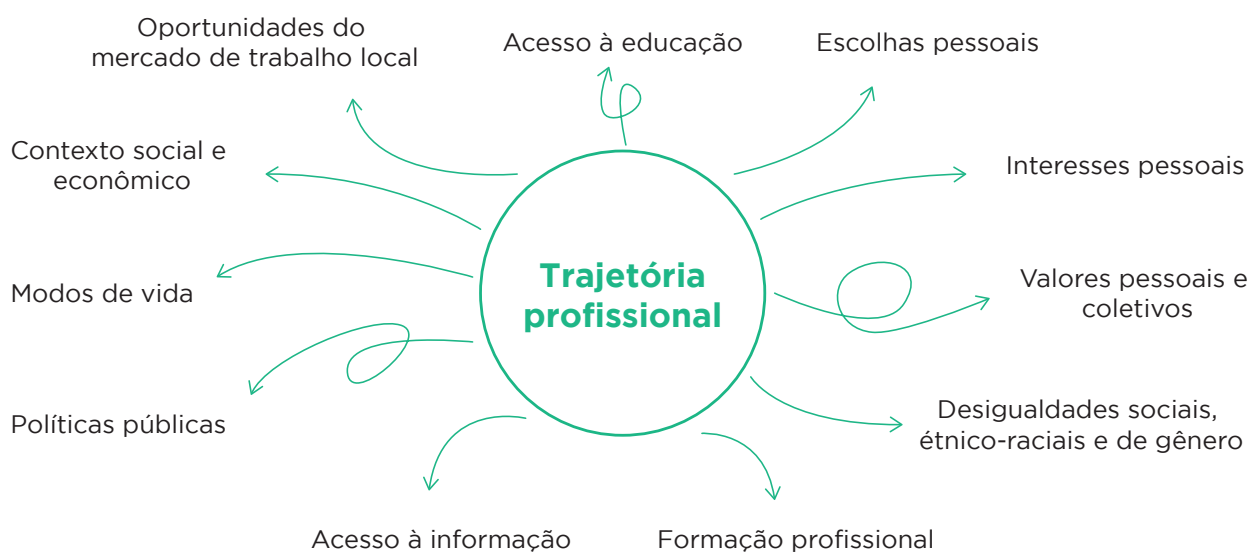 Oportunidades do
mercado de trabalho local
Acesso à educação
Escolhas pessoais
Contexto social e
econômico
Interesses pessoais
Modos de vida
Trajetória
profissional
Valores pessoais e
coletivos
Políticas públicas
Desigualdades sociais,
étnico-raciais e de gênero
Acesso à informação
Formação profissional